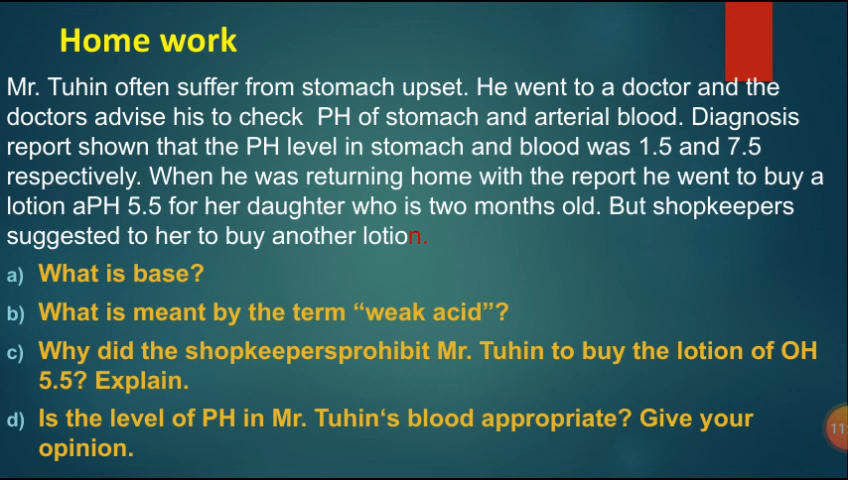 Home work
Mr. Tuhin often suffer from stomach upset. He went to a doctor and the
doctors advise his to check  PH of stomach and arterial blood. Diagnosis
report shown that the PH level in stomach and blood was 1.5 and 7.5
respectively. When he was returning home with the report he went to buy a
lotion aPH 5.5 for her daughter who is two months old. But shopkeepers
suggested to her to buy another lotion.
a) What is base?
b) What is meant by the term “weak acid”?
c) Why did the shopkeepersprohibit Mr. Tuhin to buy the lotion of OH
5.5? Explain.
d) Is the level of PH in Mr. Tuhin‘s blood appropriate? Give your
opinion.